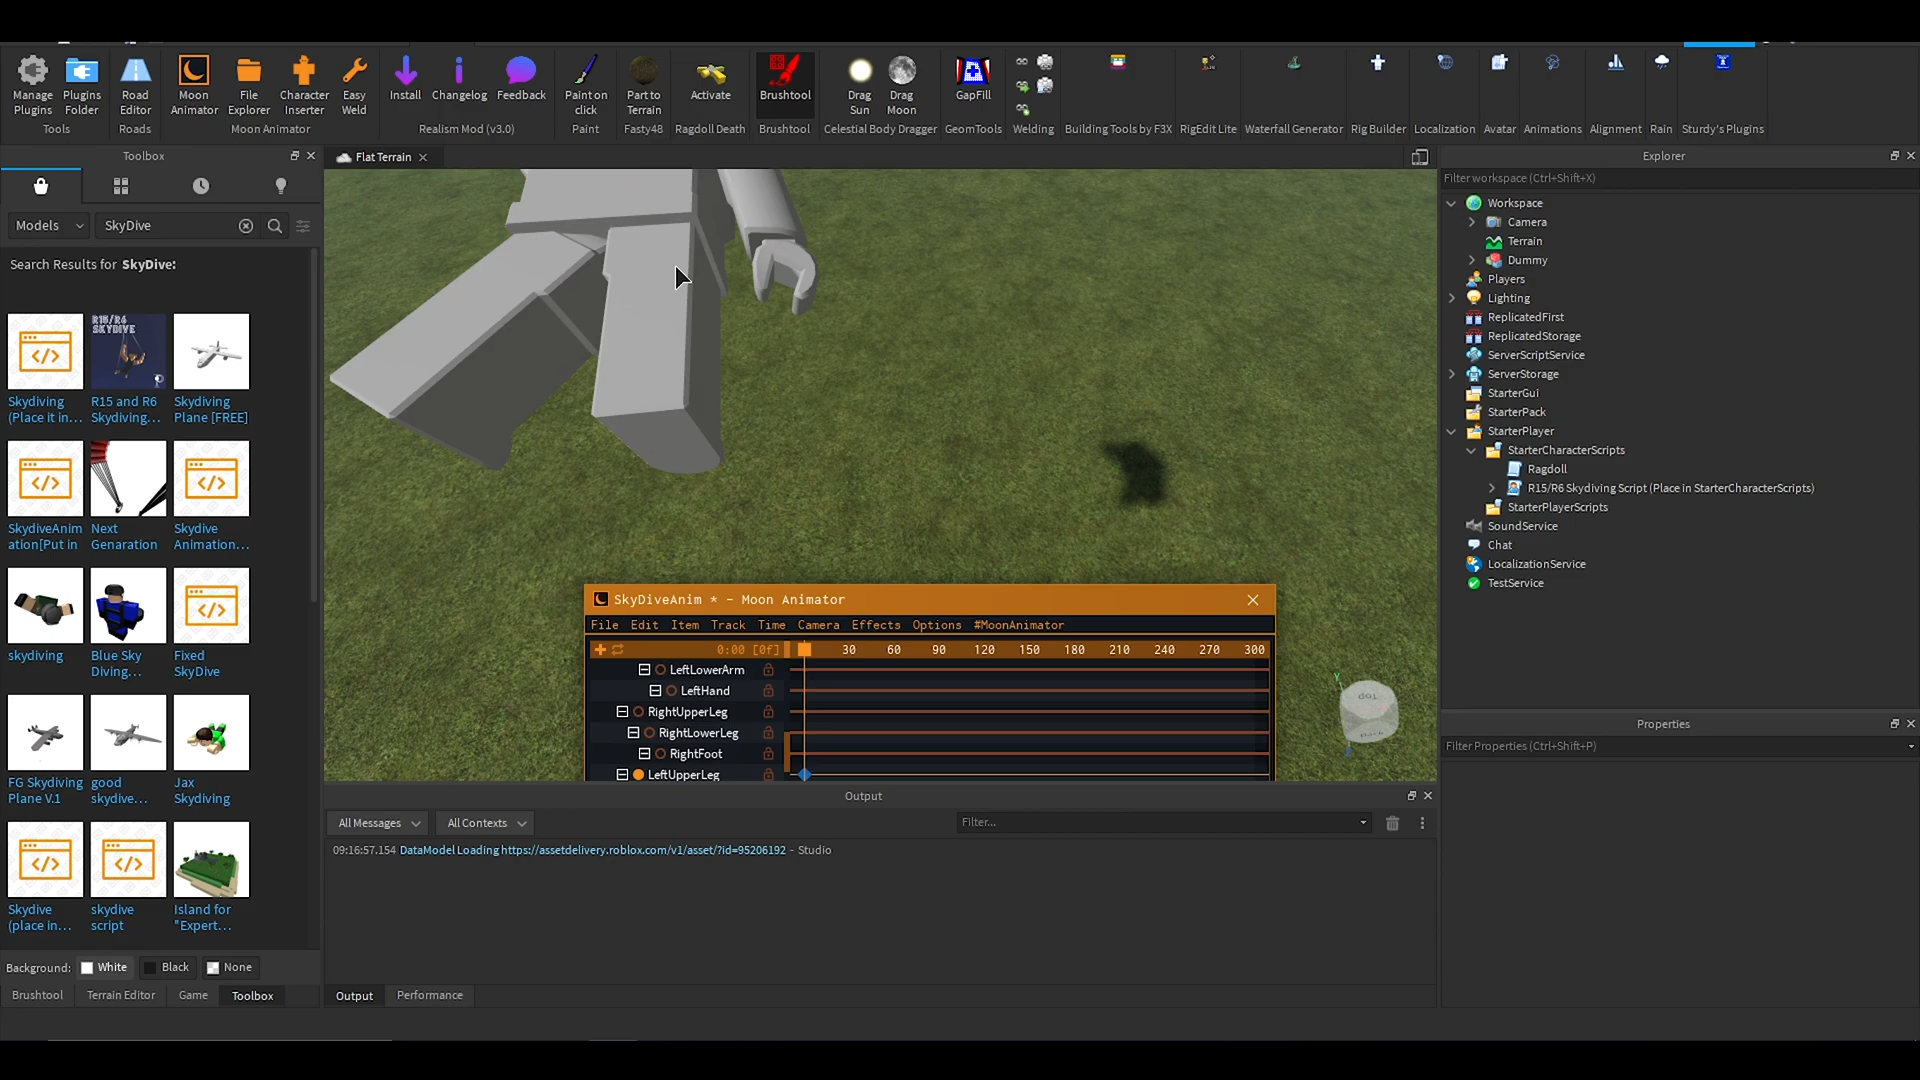 Manage Plugins
Plugins Folder
Tools
Road Editor
Roads
Moon Animator
File Explorer
Character Inserter
Easy Weld
Moon Animator
Install
Changelog
Feedback
Realism Mod (v3.0)
Paint on click
Paint
Part to Terrain
Fasty48
Activate
Ragdoll Death
Brushtool
Brushtool
Drag Sun
Drag Moon
Celestial Body Dragger
GapFill
GeomTools
Welding
Building Tools by F3X
RigEdit Lite
Waterfall Generator
Rig Builder
Localization
Avatar
Animations
Alignment
Rain
Sturdy's Plugins
Toolbox
Models
SkyDive
Search Results for SkyDive:
R15/R6
SKYDIVE
Skydiving (Place it in...
R15 and R6 Skydiving...
Skydiving Plane [FREE]
SkydiveAnim ation[Put in
Next Genaration
Skydive Animation...
skydiving
Blue Sky Diving...
Fixed SkyDive
FG Skydiving Plane V.1
good skydive...
Jax Skydiving
Skydive (place in...
skydive script
Island for "Expert...
Background: White Black None
Brushtool Terrain Editor Game Toolbox
Flat Terrain
SkyDiveAnim * - Moon Animator
File Edit Item Track Time Camera Effects Options #MoonAnimator
0:00 [0f] 30 60 90 120 150 180 210 240 270 300
LeftLowerArm
LeftHand
RightUpperLeg
RightLowerLeg
RightFoot
LeftUpperLeg
Output
All Messages All Contexts Filter...
09:16:57.154 DataModel Loading https://assetdelivery.roblox.com/v1/asset/?id=95206192 - Studio
Output Performance
Explorer
Filter workspace (Ctrl+Shift+X)
Workspace
Camera
Terrain
Dummy
Players
Lighting
ReplicatedFirst
ReplicatedStorage
ServerScriptService
ServerStorage
StarterGui
StarterPack
StarterPlayer
StarterCharacterScripts
Ragdoll
R15/R6 Skydiving Script (Place in StarterCharacterScripts)
StarterPlayerScripts
SoundService
Chat
LocalizationService
TestService
Properties
Filter Properties (Ctrl+Shift+P)